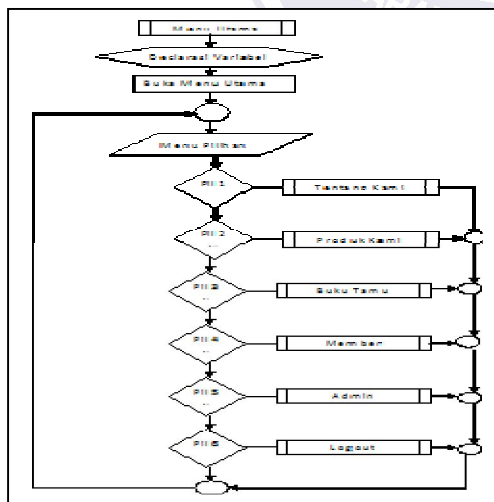 Menu Utama
Deklarasi Variabel
Buka Menu Utama
Menu Pilihan
Pil 1
Tentang Kami
Pil 2
Produk Kami
Pil 3
Buku Tamu
Pil 4
Member
Pil 5
Admin
Pil 6
Logout